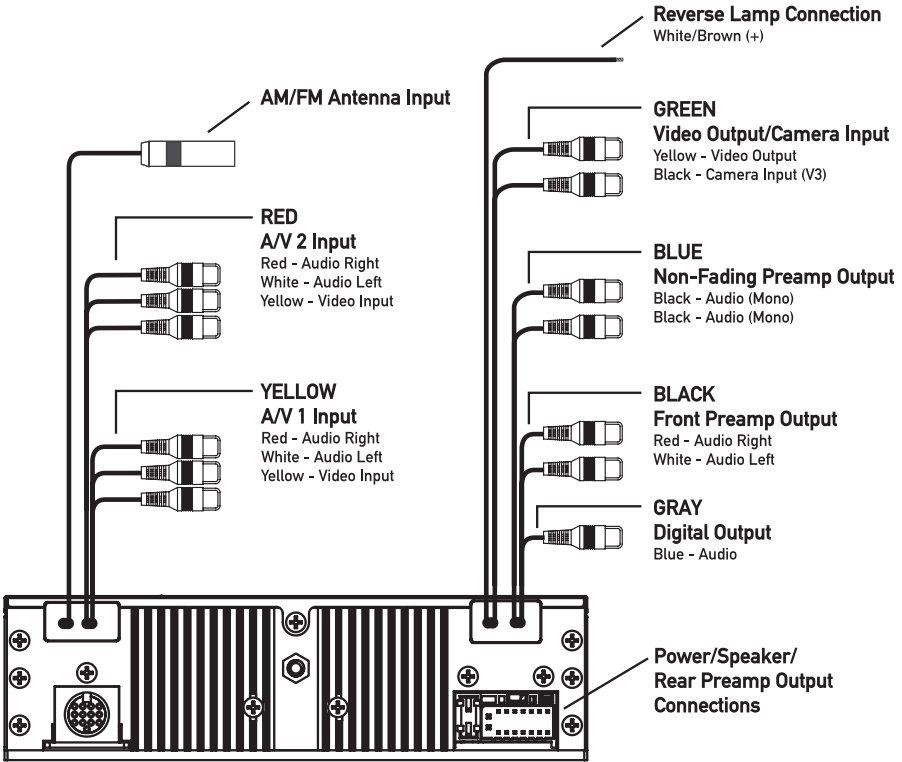 Reverse Lamp Connection
White/Brown (+)
AM/FM Antenna Input
GREEN
Video Output/Camera Input
Yellow - Video Output
Black - Camera Input (V3)
RED
A/V 2 Input
Red - Audio Right
White - Audio Left
Yellow - Video Input
BLUE
Non-Fading Preamp Output
Black - Audio (Mono)
Black - Audio (Mono)
YELLOW
A/V 1 Input
Red - Audio Right
White - Audio Left
Yellow - Video Input
BLACK
Front Preamp Output
Red - Audio Right
White - Audio Left
GRAY
Digital Output
Blue - Audio
Power/Speaker/
Rear Preamp Output
Connections